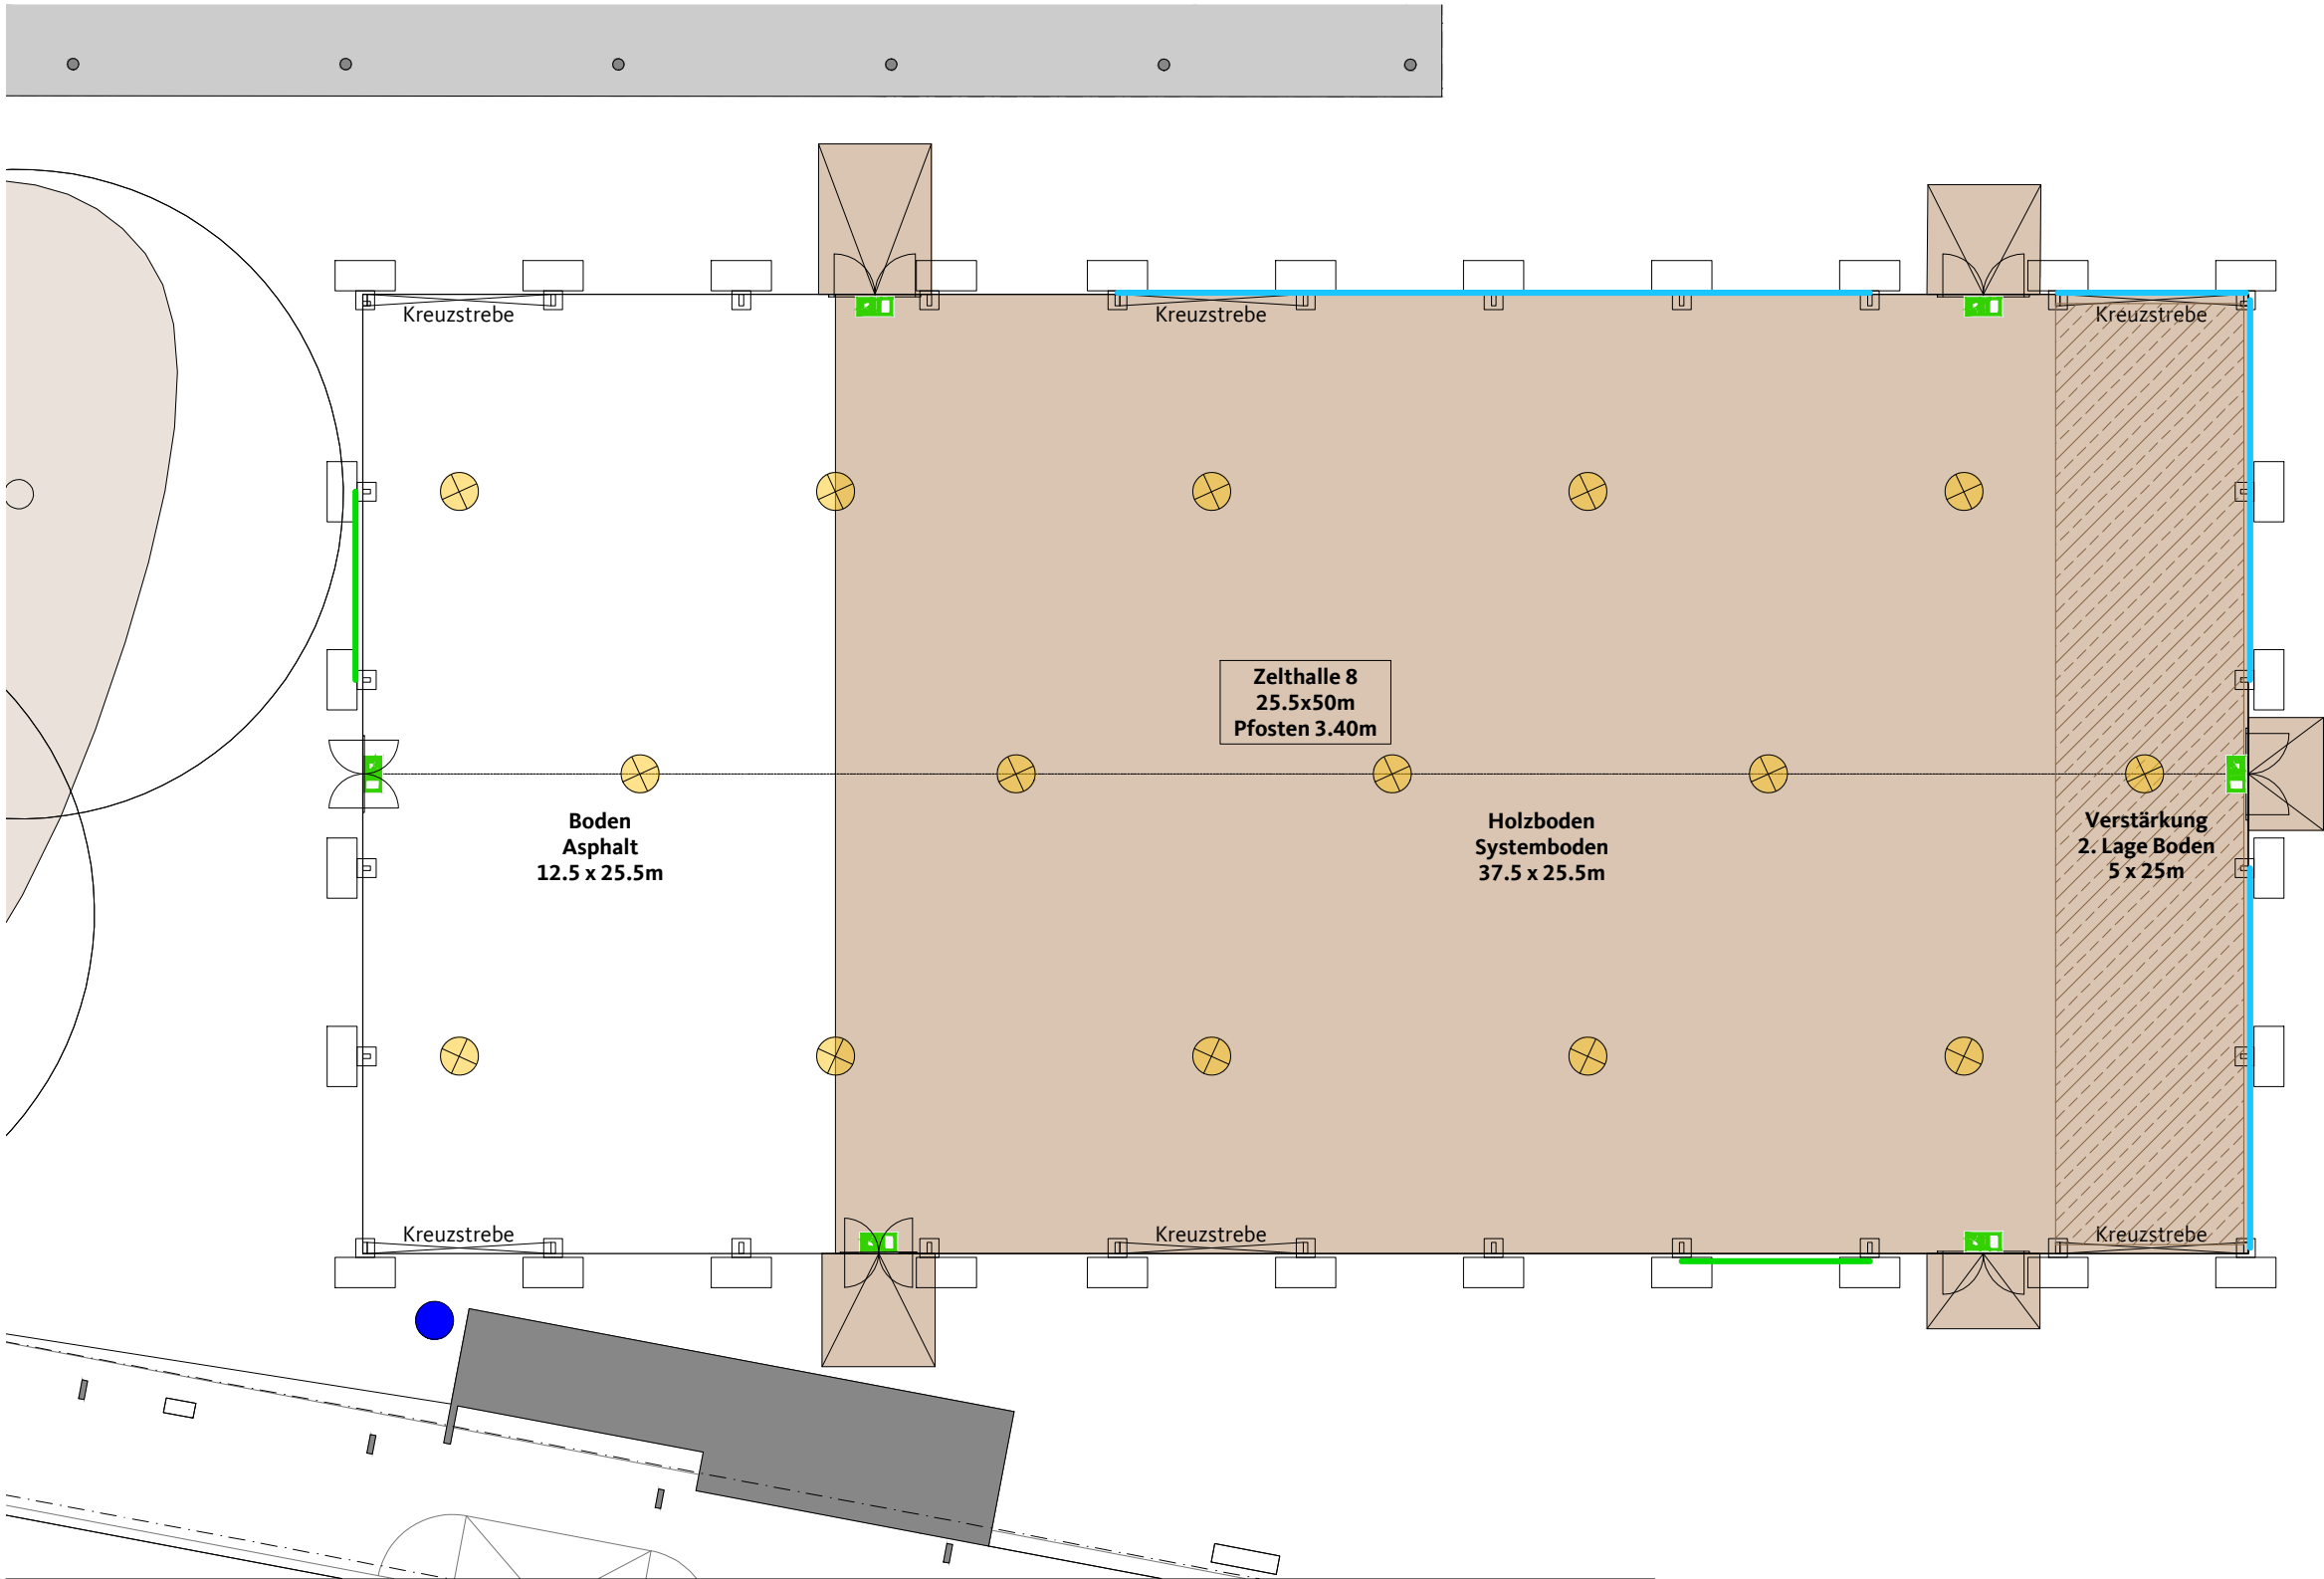 Kreuzstrebe
Kreuzstrebe
Kreuzstrebe
Zelthalle 8
25.5x50m
Pfosten 3.40m
Boden
Asphalt
12.5 x 25.5m
Holzboden
Systemboden
37.5 x 25.5m
Verstärkung
2. Lage Boden
5 x 25m
Kreuzstrebe
Kreuzstrebe
Kreuzstrebe